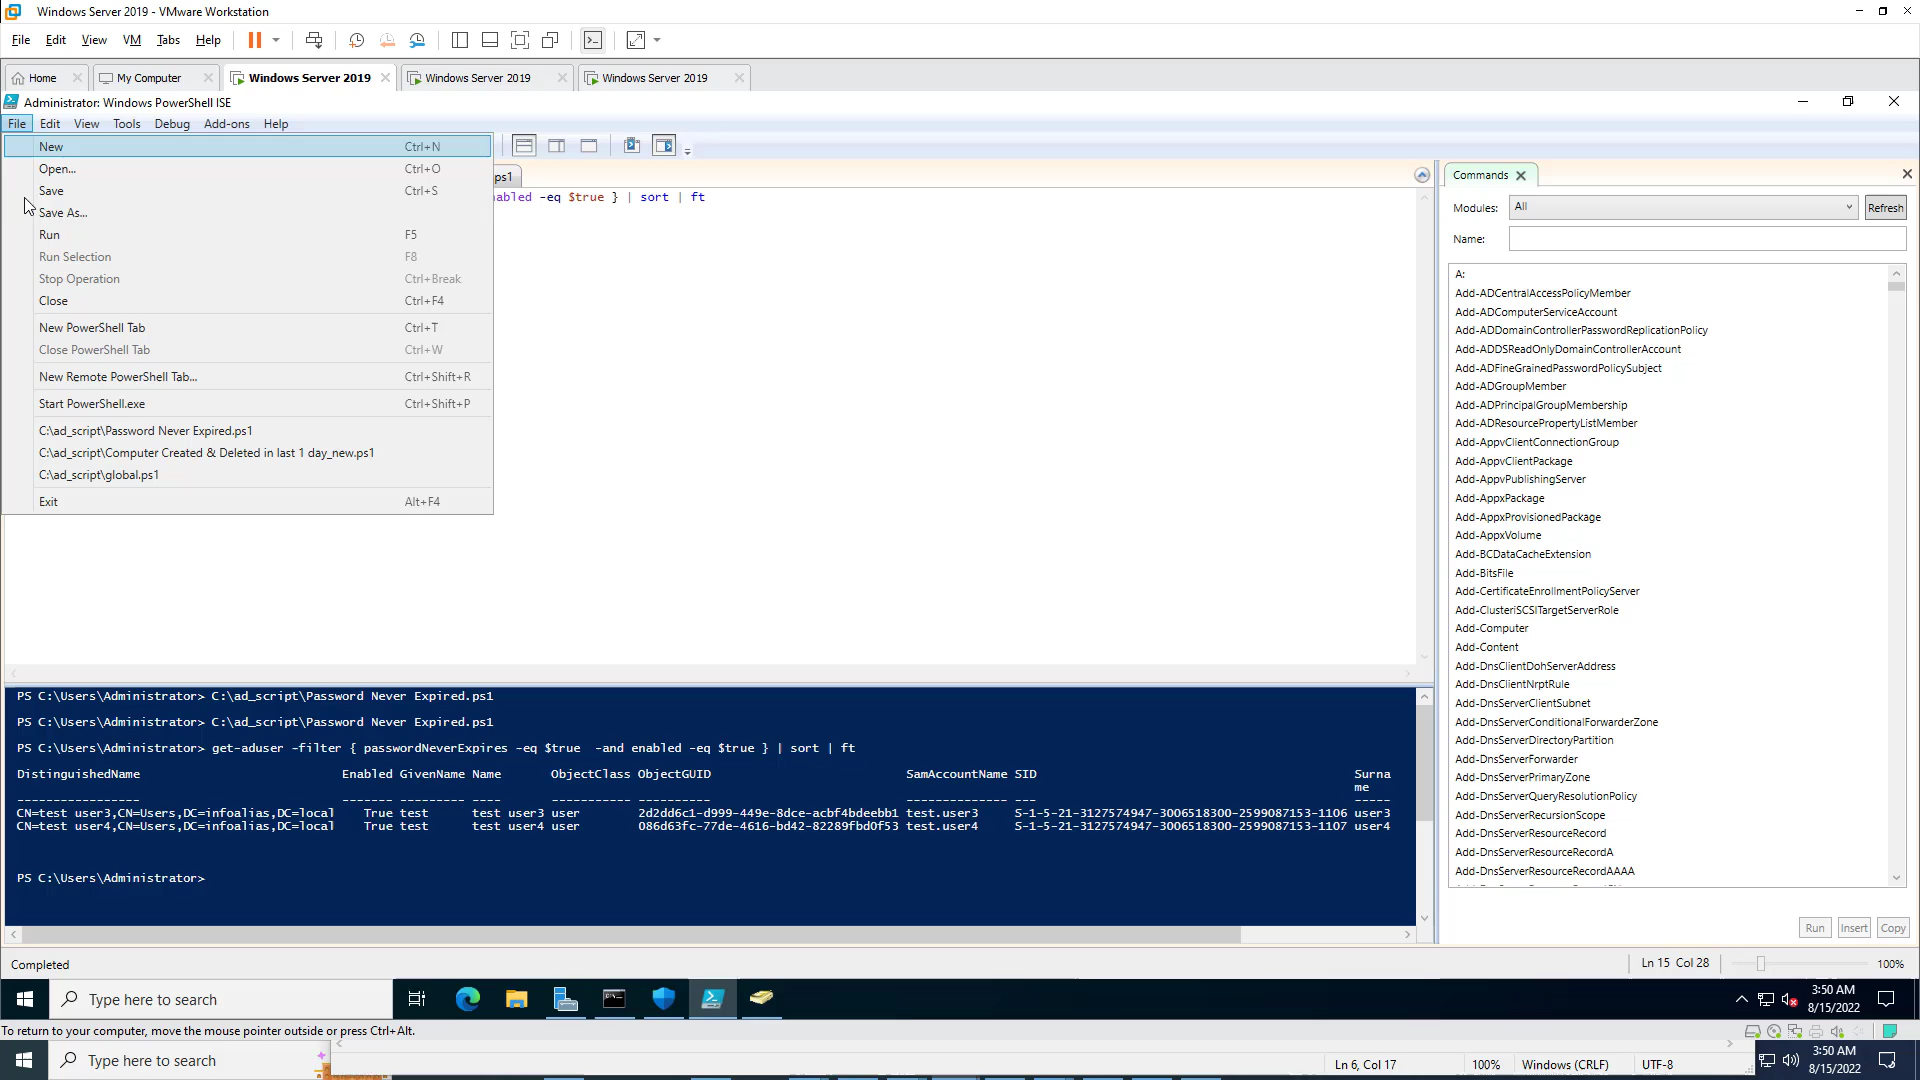 Windows Server 2019 - VMware Workstation
File Edit View VM Tabs Help
Home My Computer Windows Server 2019 Windows Server 2019 Windows Server 2019
Administrator: Windows PowerShell ISE
File Edit View Tools Debug Add-ons Help
New Ctrl+N
Open... Ctrl+O
Save Ctrl+S
Save As...
Run F5
Run Selection F8
Stop Operation Ctrl+Break
Close Ctrl+F4
New PowerShell Tab Ctrl+T
Close PowerShell Tab Ctrl+W
New Remote PowerShell Tab... Ctrl+Shift+R
Start PowerShell.exe Ctrl+Shift+P
C:\ad_script\Password Never Expired.ps1
C:\ad_script\Computer Created & Deleted in last 1 day_new.ps1
C:\ad_script\global.ps1
Exit Alt+F4
ps1
nabled -eq $true } | sort | ft
Commands
Modules: All Refresh
Name:
A:
Add-ADCentralAccessPolicyMember
Add-ADComputerServiceAccount
Add-ADDomainControllerPasswordReplicationPolicy
Add-ADDSReadOnlyDomainControllerAccount
Add-ADFineGrainedPasswordPolicySubject
Add-ADGroupMember
Add-ADPrincipalGroupMembership
Add-ADResourcePropertyListMember
Add-AppvClientConnectionGroup
Add-AppvClientPackage
Add-AppvPublishingServer
Add-AppxPackage
Add-AppxProvisionedPackage
Add-AppxVolume
Add-BCDataCacheExtension
Add-BitsFile
Add-CertificateEnrollmentPolicyServer
Add-ClusteriSCSITargetServerRole
Add-Computer
Add-Content
Add-DnsClientDohServerAddress
Add-DnsClientNrptRule
Add-DnsServerClientSubnet
Add-DnsServerConditionalForwarderZone
Add-DnsServerDirectoryPartition
Add-DnsServerForwarder
Add-DnsServerPrimaryZone
Add-DnsServerQueryResolutionPolicy
Add-DnsServerRecursionScope
Add-DnsServerResourceRecord
Add-DnsServerResourceRecordA
Add-DnsServerResourceRecordAAAA
Run Insert Copy
PS C:\Users\Administrator> C:\ad_script\Password Never Expired.ps1
PS C:\Users\Administrator> C:\ad_script\Password Never Expired.ps1
PS C:\Users\Administrator> get-aduser -filter { passwordNeverExpires -eq $true  -and enabled -eq $true } | sort | ft
DistinguishedName Enabled GivenName Name ObjectClass ObjectGUID SamAccountName SID Surna
me
----------------- ------- --------- ---- ----------- ---------- -------------- --- -----
CN=test user3,CN=Users,DC=infoalias,DC=local True test test user3 user 2d2dd6c1-d999-449e-8dce-acbf4bdeebb1 test.user3 S-1-5-21-3127574947-3006518300-2599087153-1106 user3
CN=test user4,CN=Users,DC=infoalias,DC=local True test test user4 user 086d63fc-77de-4616-bd42-82289fbd0f53 test.user4 S-1-5-21-3127574947-3006518300-2599087153-1107 user4
PS C:\Users\Administrator>
Completed Ln 15 Col 28 100%
Type here to search 3:50 AM
8/15/2022
To return to your computer, move the mouse pointer outside or press Ctrl+Alt.
Type here to search Ln 6, Col 17 100% Windows (CRLF) UTF-8 3:50 AM
8/15/2022